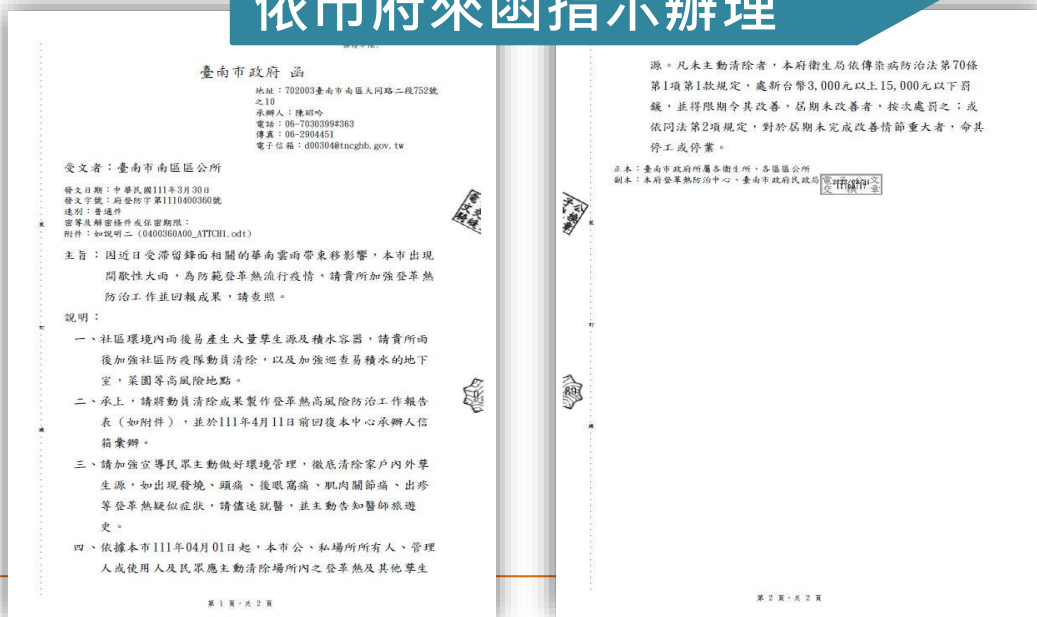 依市府來函指示辦理
臺南市政府 函
地址：702003臺南市南區大同路二段752號
之10
承辦人：陳昭吟
電話：06-7030399#363
傳真：06-2904451
電子信箱：d00304@tncghb.gov.tw
受文者：臺南市南區區公所
發文日期：中華民國111年3月30日
發文字號：府登防字第1110400360號
速別：普通件
密等及解密條件或保密期限：
附件：如說明二（0400360A00_ATTCH1.odt）
主旨：因近日受滯留鋒面相關的華南雲雨帶東移影響，本市出現
間歇性大雨，為防範登革熱流行疫情，請貴所加強登革熱
防治工作並回報成果，請查照。
說明：
一、社區環境內雨後易產生大量孳生源及積水容器，請貴所雨
後加強社區防疫隊動員清除，以及加強巡查易積水的地下
室，菜園等高風險地點。
二、承上，請將動員清除成果製作登革熱高風險防治工作報告
表（如附件），並於111年4月11日前回復本中心承辦人信
箱彙辦。
三、請加強宣導民眾主動做好環境管理，徹底清除家戶內外孳
生源，如出現發燒、頭痛、後眼窩痛、肌肉關節痛、出疹
等登革熱疑似症狀，請儘速就醫，並主動告知醫師旅遊
史。
四、依據本市111年04月01日起，本市公、私場所所有人、管理
人或使用人及民眾應主動清除場所內之登革熱及其他孳生
第 1 頁，共 2 頁
源。凡未主動清除者，本府衛生局依傳染病防治法第70條
第1項第1款規定，處新台幣3,000元以上15,000元以下罰
鍰，並得限期令其改善，屆期未改善者，按次處罰之；或
依同法第2項規定，對於屆期未完成改善情節重大者，命其
停工或停業。
正本：臺南市政府所屬各衛生所、各區區公所
副本：本府登革熱防治中心、臺南市政府民政局
2022/03/31
第 2 頁，共 2 頁